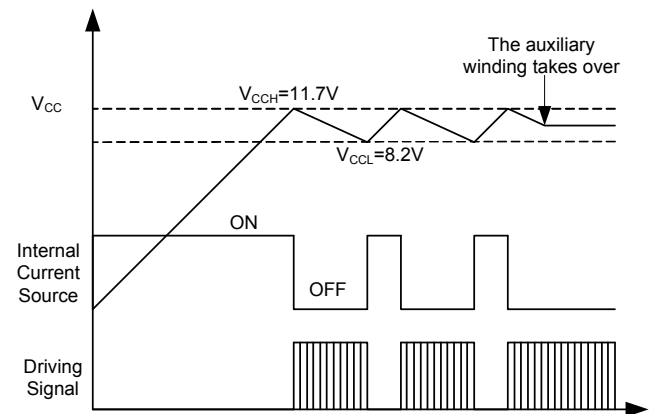 The auxiliary
winding takes over
VCCH=11.7V
VCC
VCCL=8.2V
ON
Internal
Current
Source
OFF
Driving
Signal